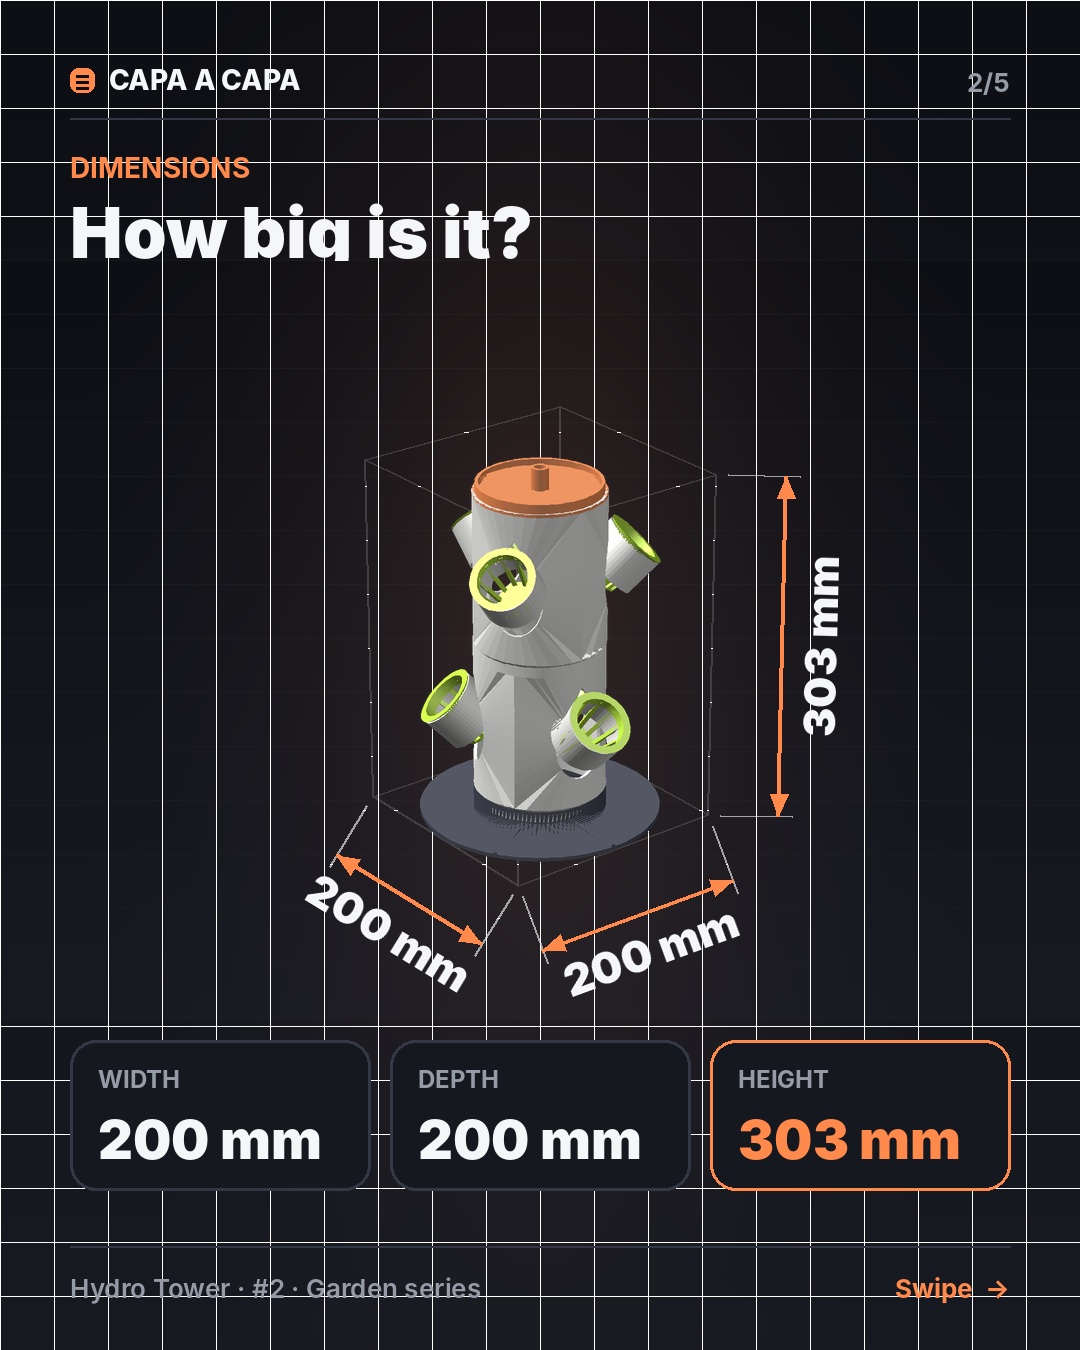 CAPA A CAPA
2/5
DIMENSIONS
How big is it?
303 mm
200 mm
200 mm
WIDTH
200 mm
DEPTH
200 mm
HEIGHT
303 mm
Hydro Tower · #2 · Garden series
Swipe →